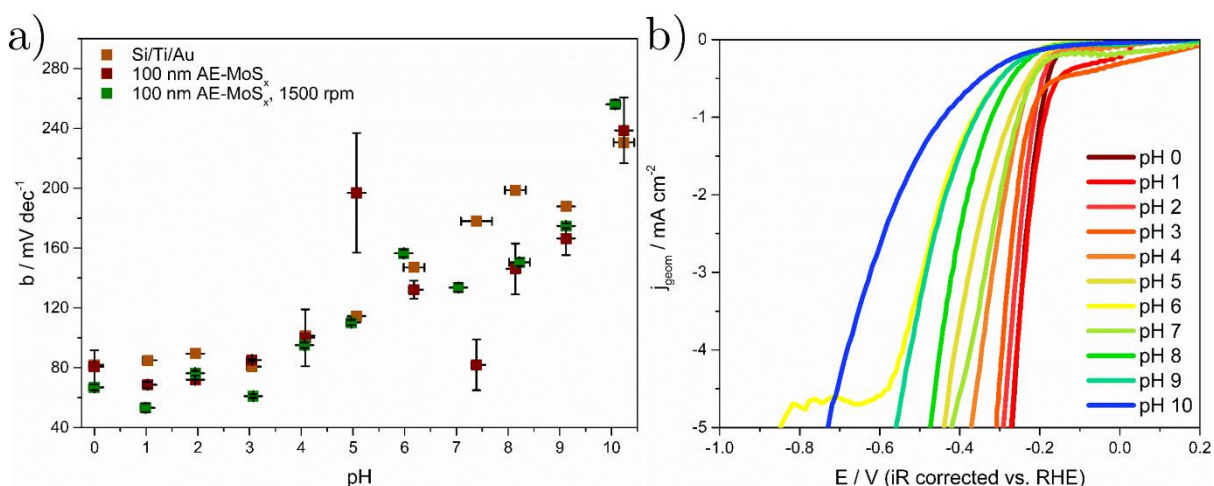 a)
Si/Ti/Au
100 nm AE-MoSₓ
100 nm AE-MoSₓ, 1500 rpm
280
240
200
160
120
80
40
b / mV dec⁻¹
0 1 2 3 4 5 6 7 8 9 10
pH
b)
0
-1
-2
-3
-4
-5
j_geom / mA cm⁻²
pH 0
pH 1
pH 2
pH 3
pH 4
pH 5
pH 6
pH 7
pH 8
pH 9
pH 10
-1.0 -0.8 -0.6 -0.4 -0.2 0.0 0.2
E / V (iR corrected vs. RHE)